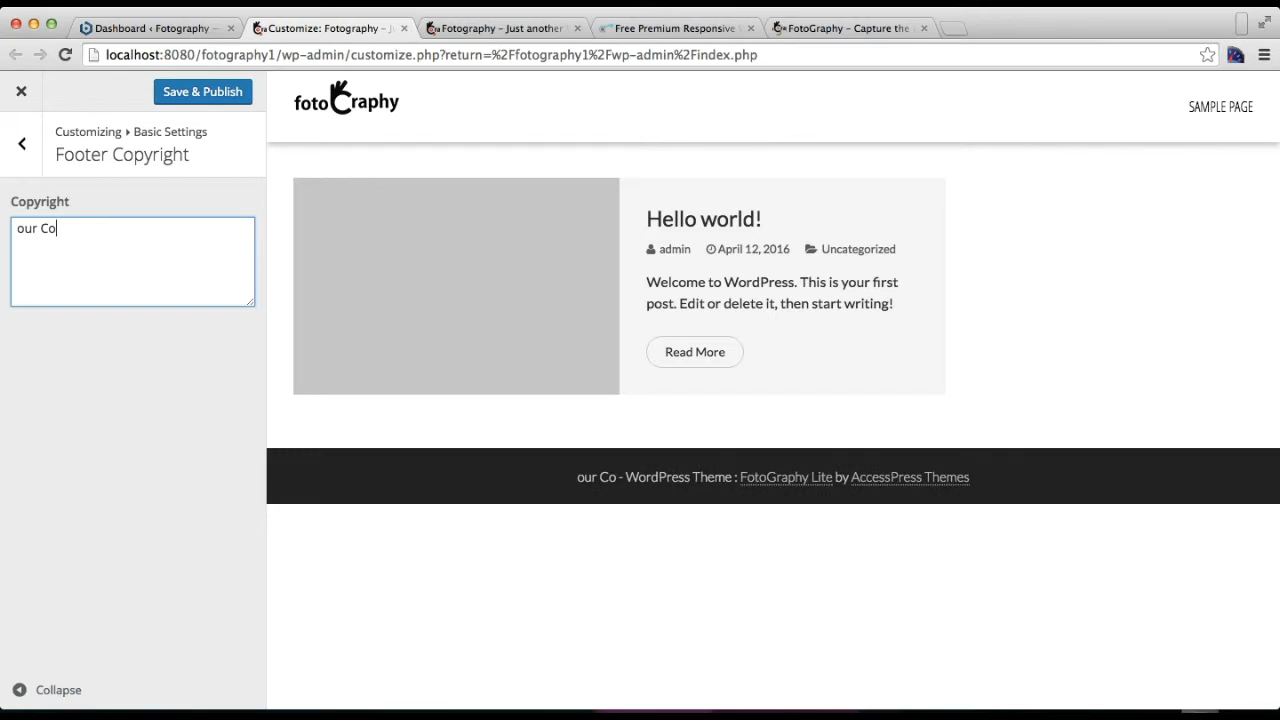 Dashboard ‹ Fotography —
Customize: Fotography – J
Fotography – Just another
Free Premium Responsive
FotoGraphy – Capture the
localhost:8080/fotography1/wp-admin/customize.php?return=%2Ffotography1%2Fwp-admin%2Findex.php
Save & Publish
Customizing ▸ Basic Settings
Footer Copyright
Copyright
our Co
Collapse
fotoGraphy
SAMPLE PAGE
Hello world!
admin April 12, 2016 Uncategorized
Welcome to WordPress. This is your first
post. Edit or delete it, then start writing!
Read More
our Co - WordPress Theme : FotoGraphy Lite by AccessPress Themes